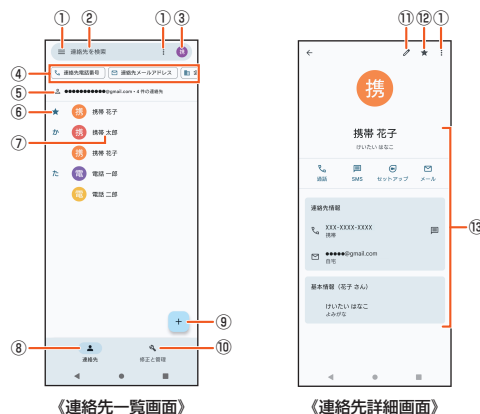 ① ② ① ③
連絡先を検索
携
④
連絡先電話番号 連絡先メールアドレス
⑤
●●●●●●●●●●●@gmail.com・4 件の連絡先
⑥
携 携帯 花子
か 携 携帯 太郎
⑦
携 携帯 花子
た 電 電話 一郎
電 電話 二郎
+
⑨
⑧
連絡先 修正と管理
⑩
《連絡先一覧画面》
⑪ ⑫ ①
携
携帯 花子
けいたい はなこ
通話 SMS セットアップ メール
連絡先情報
XXX-XXXX-XXXX
携帯
⑬
●●●●●@gmail.com
自宅
基本情報（花子 さん）
けいたい はなこ
よみがな
《連絡先詳細画面》